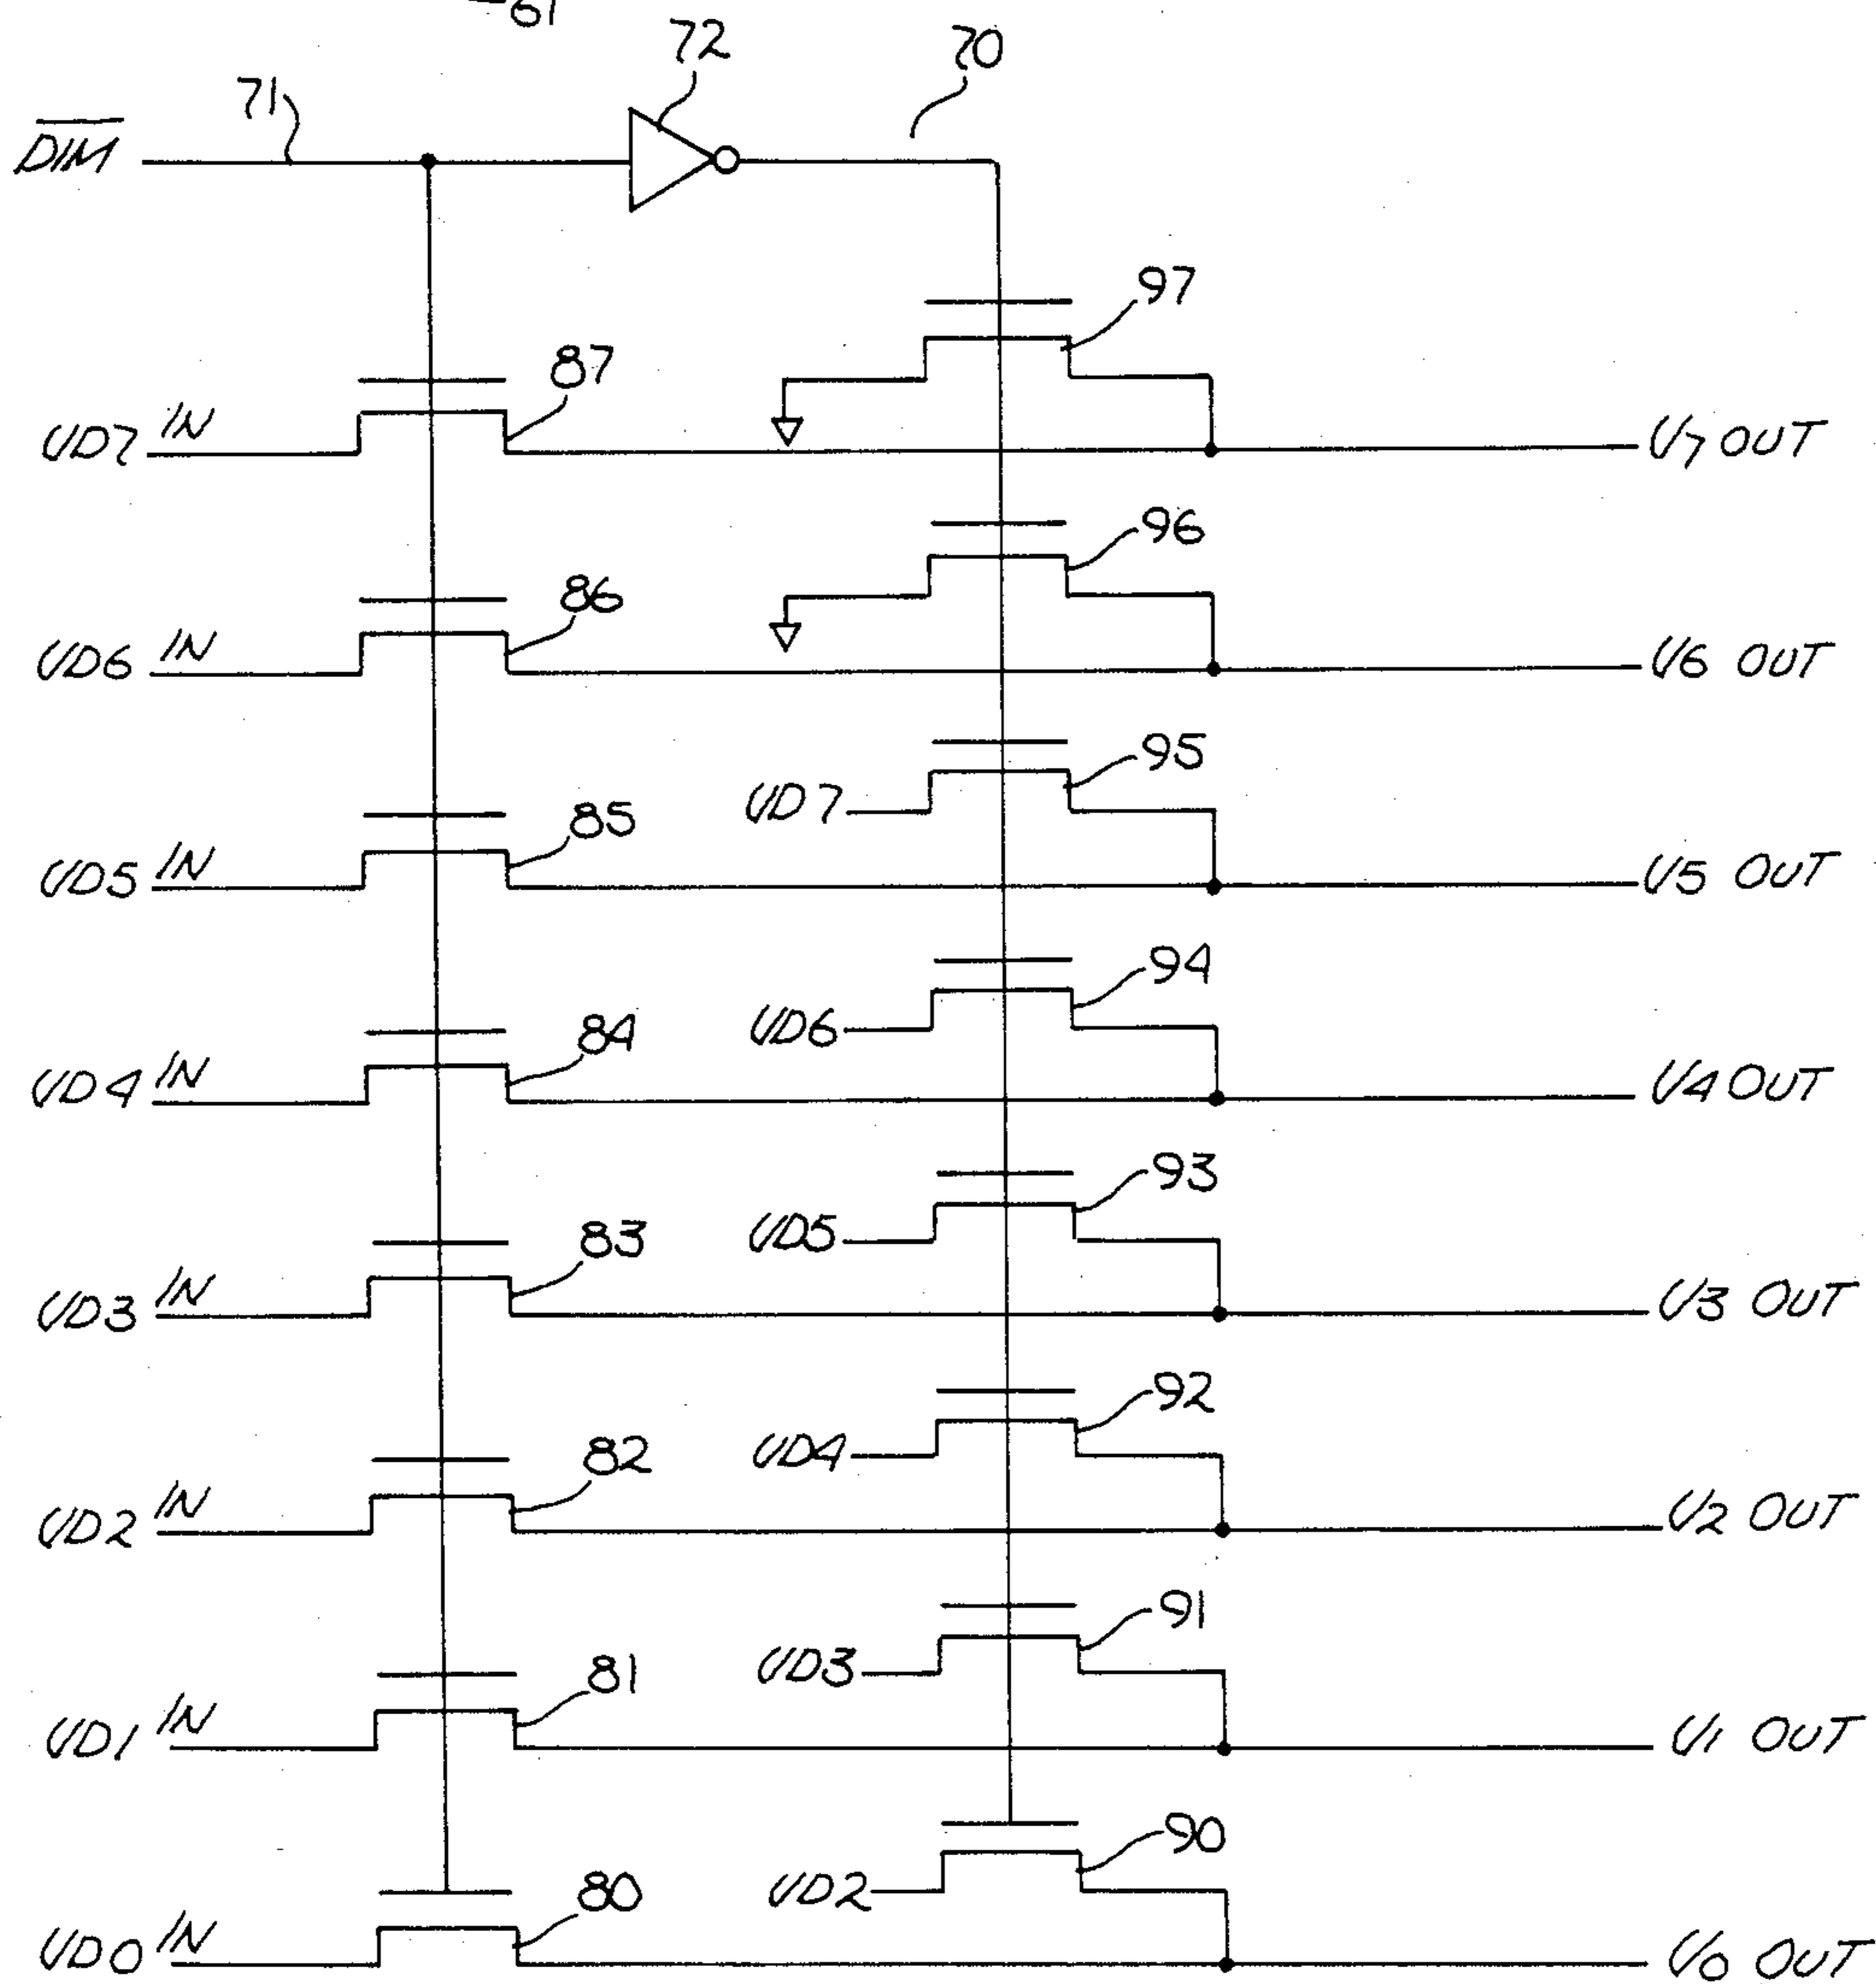 61
72
70
71
DIM
97
87
VD7 IN
V7 OUT
96
86
VD6 IN
V6 OUT
95
VD7
85
VD5 IN
V5 OUT
94
VD6
84
VD4 IN
V4 OUT
93
VD5
83
VD3 IN
V3 OUT
92
VD4
82
VD2 IN
V2 OUT
91
VD3
81
VD1 IN
V1 OUT
90
VD2
80
VD0 IN
V0 OUT